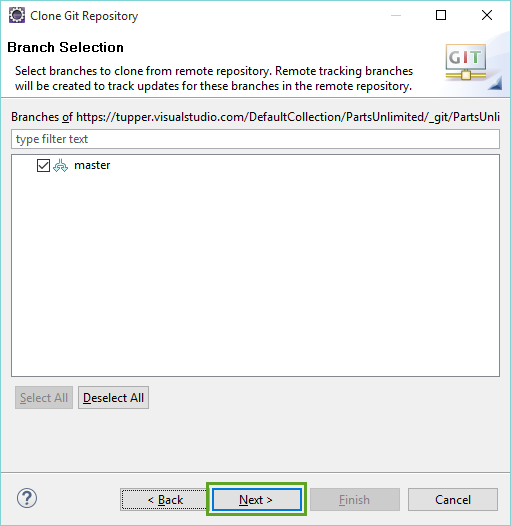 Clone Git Repository
Branch Selection
GIT
Select branches to clone from remote repository. Remote tracking branches
will be created to track updates for these branches in the remote repository.
Branches of https://tupper.visualstudio.com/DefaultCollection/PartsUnlimited/_git/PartsUnli
type filter text
master
Select All Deselect All
? < Back Next > Finish Cancel